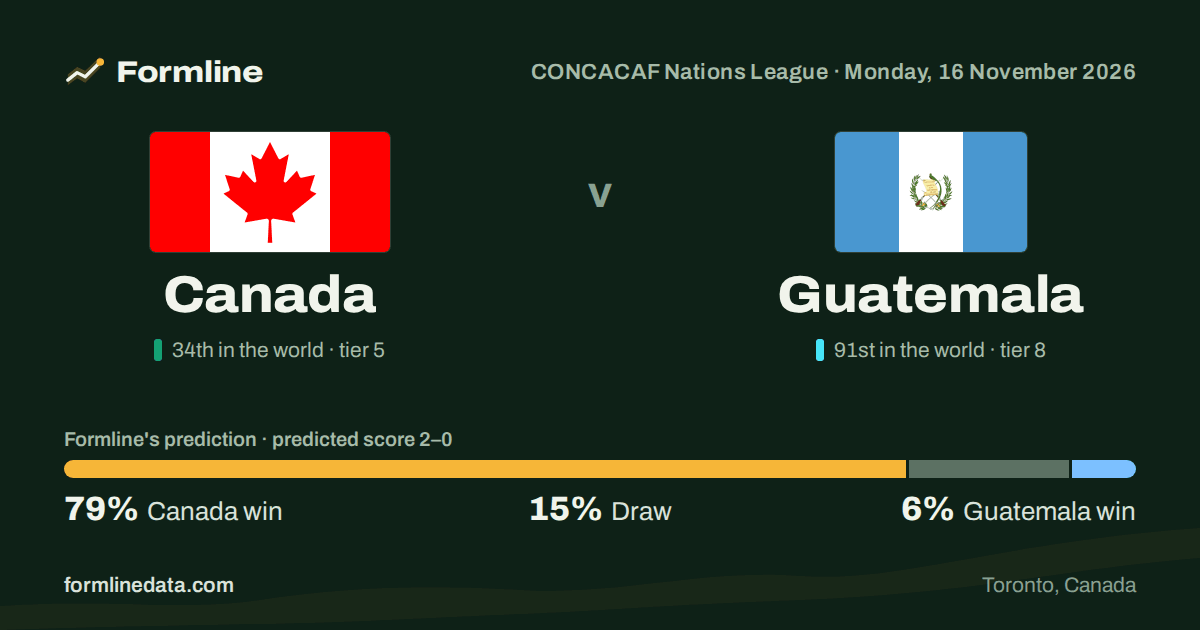 Formline
CONCACAF Nations League · Monday, 16 November 2026
v
Canada
Guatemala
34th in the world · tier 5
91st in the world · tier 8
Formline's prediction · predicted score 2–0
79% Canada win
15% Draw
6% Guatemala win
formlinedata.com
Toronto, Canada